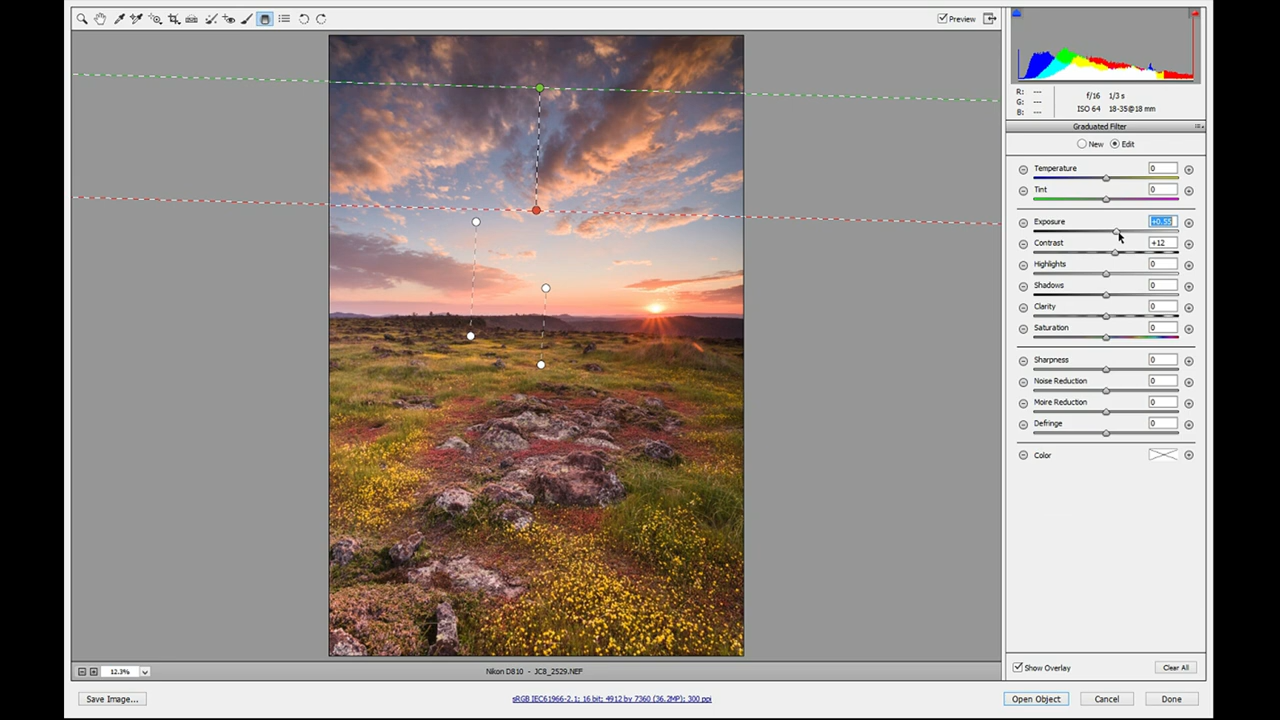 Preview
R: ---
G: ---
B: ---
f/16 1/3 s
ISO 64 18-35@18 mm
Graduated Filter
New Edit
Temperature 0
Tint 0
Exposure +0.55
Contrast +12
Highlights 0
Shadows 0
Clarity 0
Saturation 0
Sharpness 0
Noise Reduction 0
Moire Reduction 0
Defringe 0
Color
Show Overlay
Clear All
12.3%
Nikon D810 - JC8_2529.NEF
Save Image...
sRGB IEC61966-2.1; 16 bit; 4912 by 7360 (36.2MP); 300 ppi
Open Object
Cancel
Done